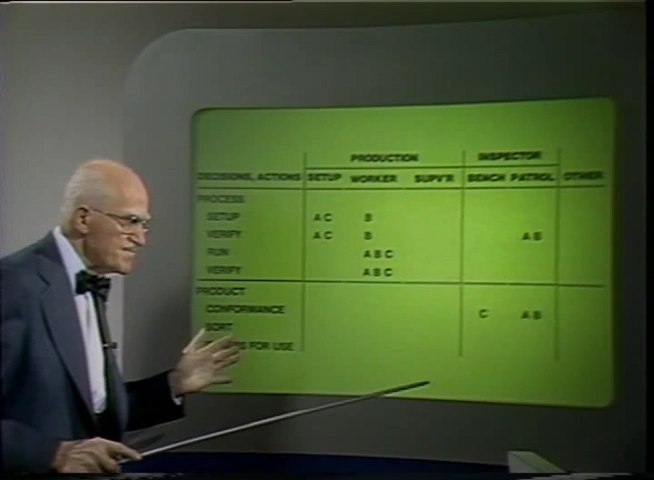 PRODUCTION INSPECTOR
DECISIONS, ACTIONS SETUP WORKER SUPV'R BENCH PATROL OTHER
PROCESS
SETUP A C B
VERIFY A C B A B
RUN A B C
VERIFY A B C
PRODUCT
CONFORMANCE C A B
SORT
FOR USE